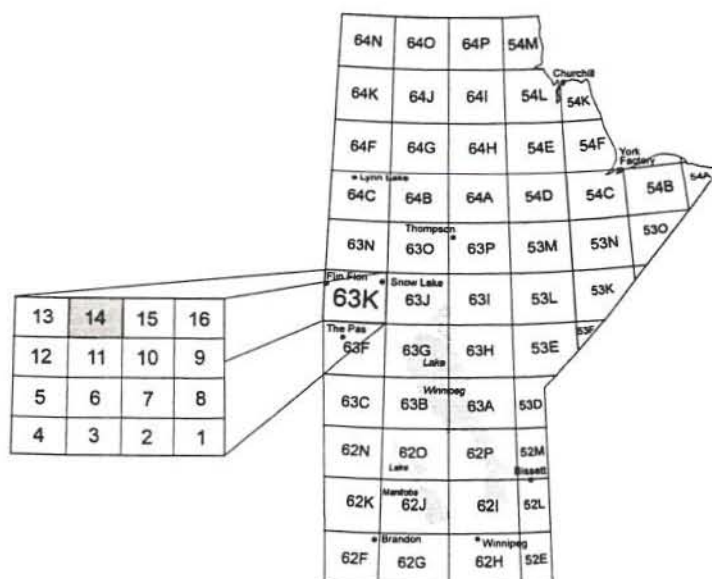 64N 64O 64P 54M
Churchill
64K 64J 64I 54L 54K
64F 64G 64H 54E 54F
York
Factory
Lynn Lake
64C 64B 64A 54D 54C 54B 54A
Thompson
63N 63O 63P 53M 53N 53O
Flin Flon Snow Lake
63K 63J 63I 53L 53K
13 14 15 16
The Pas
63F 63G 63H 53E 53F
12 11 10 9
Lake
5 6 7 8
Winnipeg
63C 63B 63A 53D
4 3 2 1
62N 62O 62P 52M
Lake
Bissett
Manitoba
62K 62J 62I 52L
Brandon Winnipeg
62F 62G 62H 52E